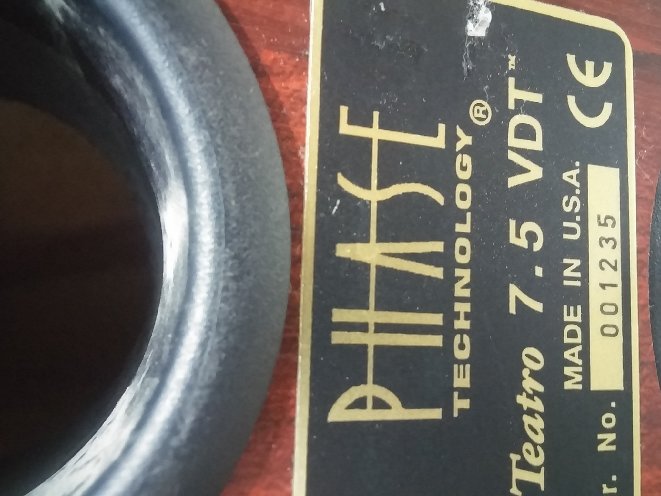 PHASE
TECHNOLOGY®
Teatro 7.5 VDT™
MADE IN U.S.A. CE
r. No. 001235